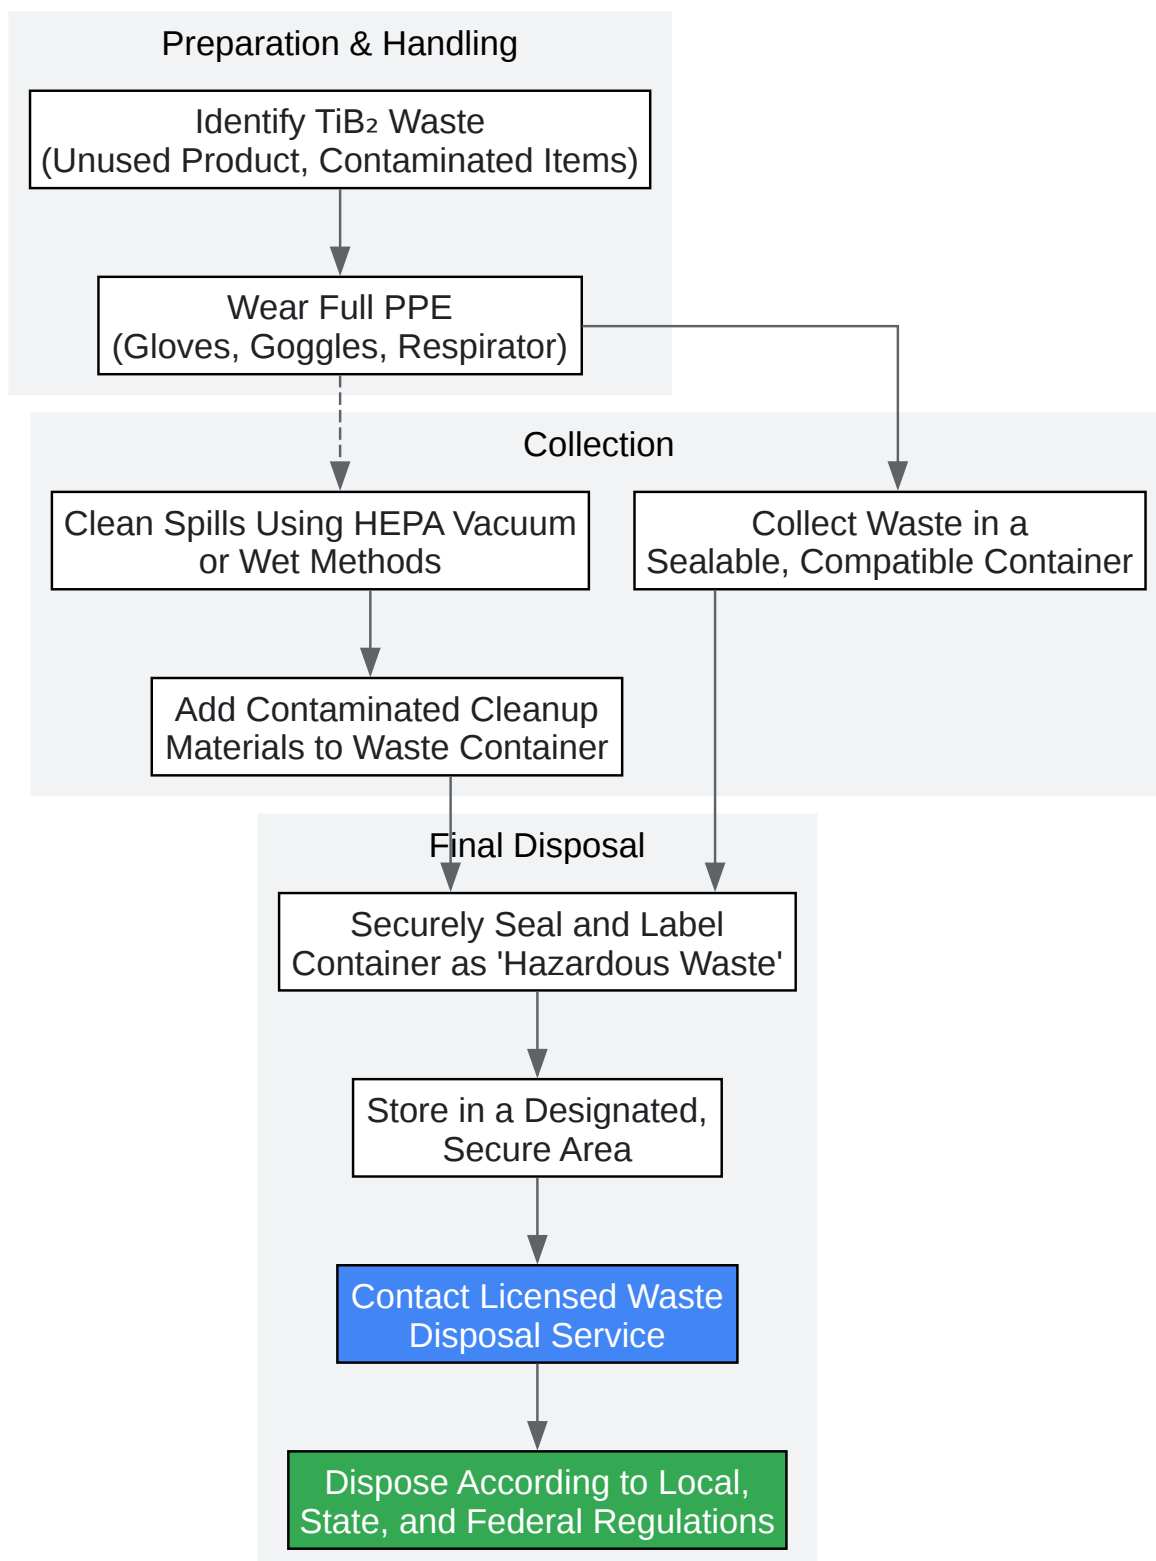 Preparation & Handling
Identify TiB₂ Waste
(Unused Product, Contaminated Items)
Wear Full PPE
(Gloves, Goggles, Respirator)
Collection
Clean Spills Using HEPA Vacuum
or Wet Methods
Collect Waste in a
Sealable, Compatible Container
Add Contaminated Cleanup
Materials to Waste Container
Final Disposal
Securely Seal and Label
Container as 'Hazardous Waste'
Store in a Designated,
Secure Area
Contact Licensed Waste
Disposal Service
Dispose According to Local,
State, and Federal Regulations